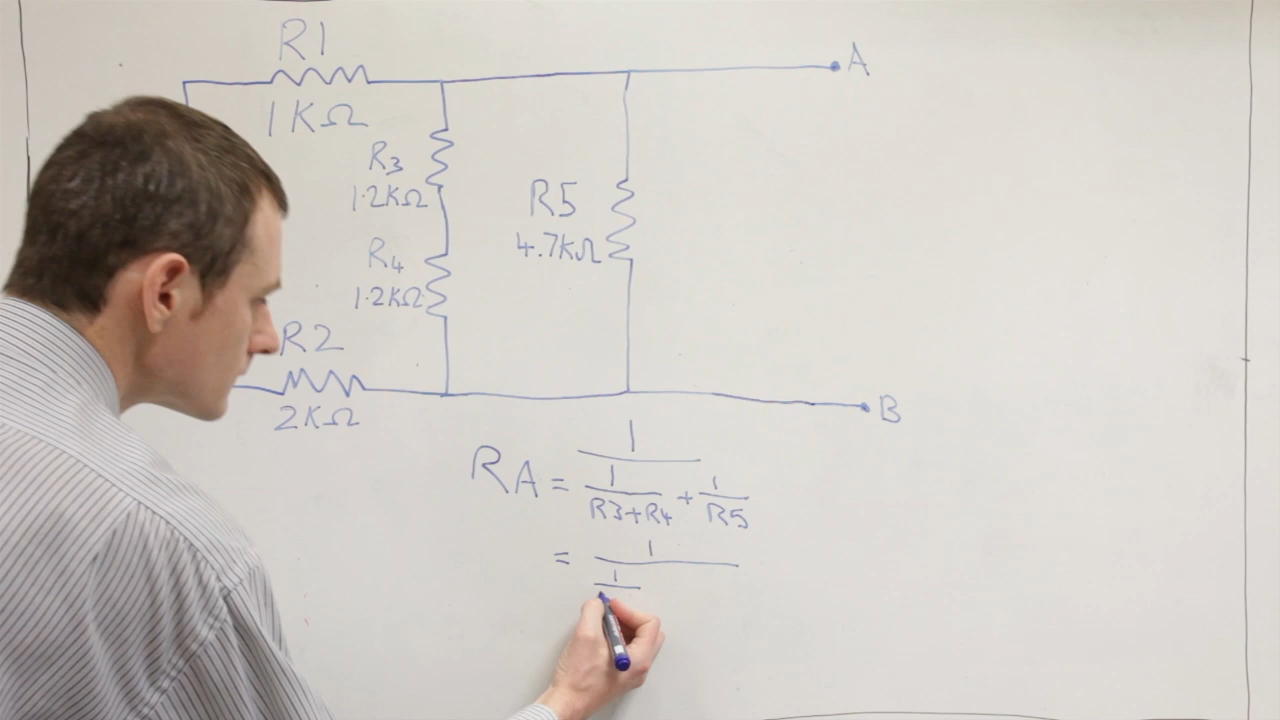 R1
A
1KΩ
R3
1.2KΩ
R5
4.7KΩ
R4
1.2KΩ
R2
2KΩ
B
1
RA = 1 + 1
R3+R4 R5
= 1
1